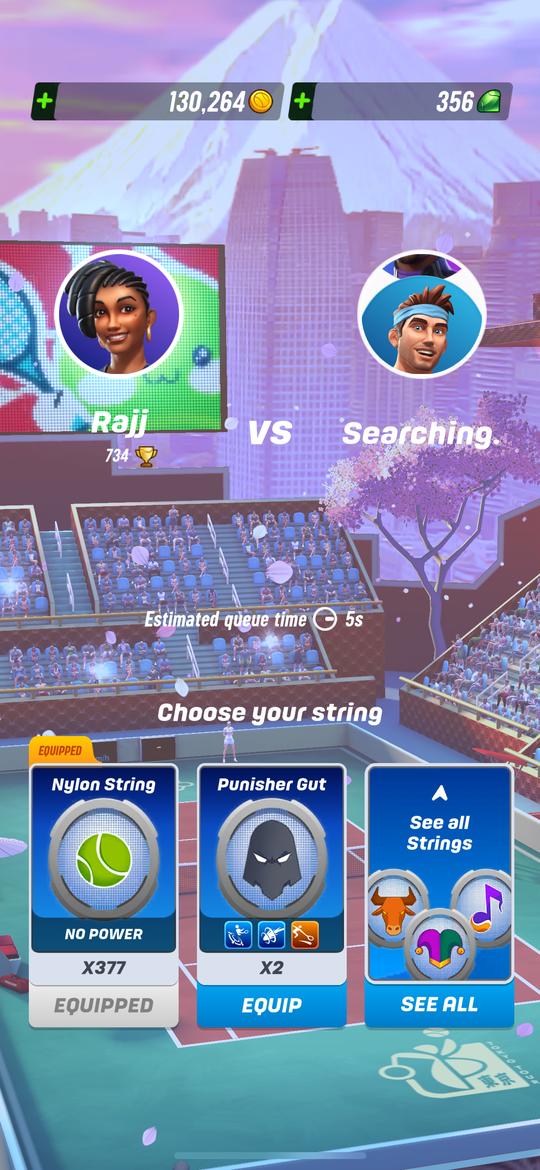 130,264
356
Rajj
734
VS
Searching.
Estimated queue time 5s
Choose your string
EQUIPPED
Nylon String
NO POWER
X377
EQUIPPED
Punisher Gut
X2
EQUIP
See all
Strings
SEE ALL